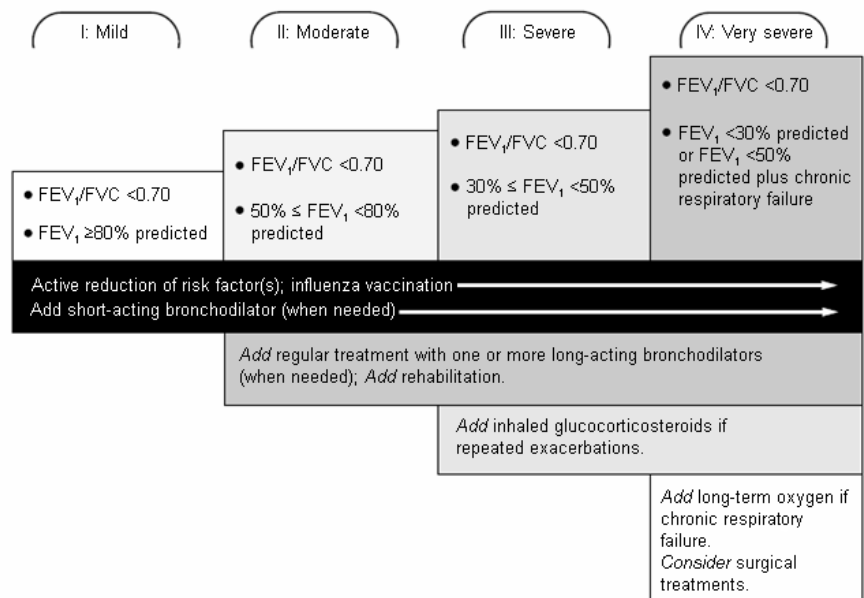 I: Mild
II: Moderate
III: Severe
IV: Very severe
● FEV₁/FVC <0.70
● FEV₁ ≥80% predicted
● FEV₁/FVC <0.70
● 50% ≤ FEV₁ <80%
predicted
● FEV₁/FVC <0.70
● 30% ≤ FEV₁ <50%
predicted
● FEV₁/FVC <0.70
● FEV₁ <30% predicted
or FEV₁ <50%
predicted plus chronic
respiratory failure
Active reduction of risk factor(s); influenza vaccination
Add short-acting bronchodilator (when needed)
Add regular treatment with one or more long-acting bronchodilators
(when needed); Add rehabilitation.
Add inhaled glucocorticosteroids if
repeated exacerbations.
Add long-term oxygen if
chronic respiratory
failure.
Consider surgical
treatments.